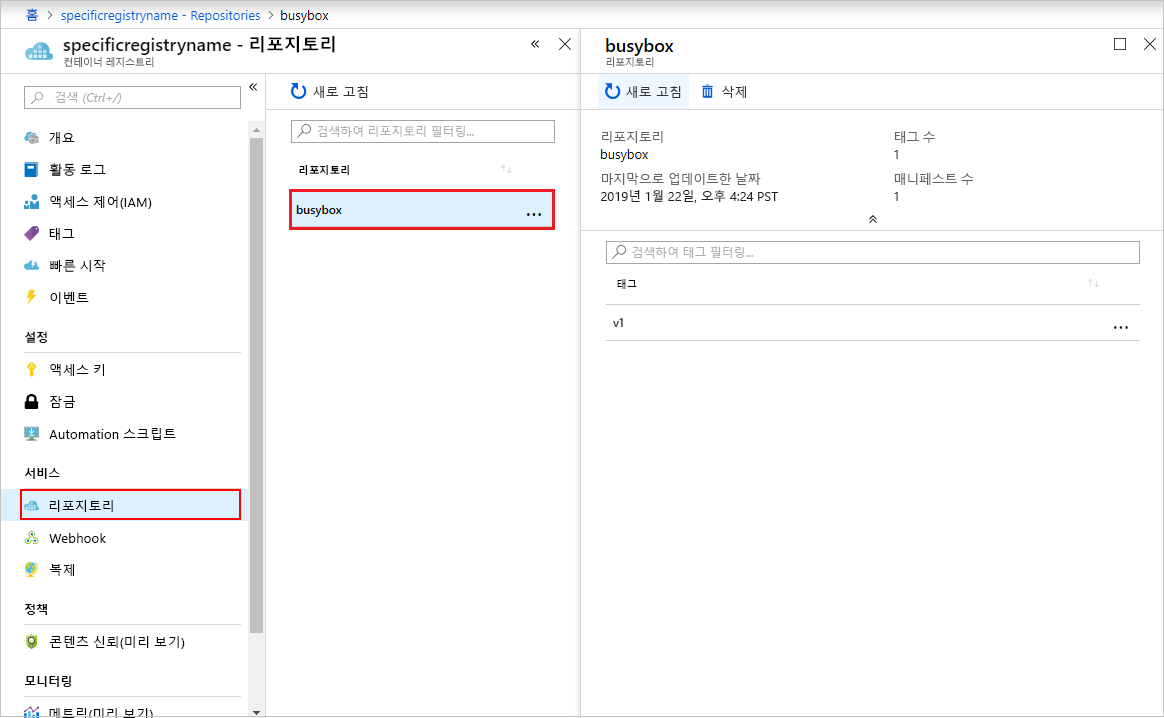 홈 > specificregistryname - Repositories > busybox
specificregistryname - 리포지토리
컨테이너 레지스트리
검색 (Ctrl+/)
개요
활동 로그
액세스 제어(IAM)
태그
빠른 시작
이벤트
설정
액세스 키
잠금
Automation 스크립트
서비스
리포지토리
Webhook
복제
정책
콘텐츠 신뢰(미리 보기)
모니터링
메트릭(미리 보기)
새로 고침
검색하여 리포지토리 필터링...
리포지토리
busybox
busybox
리포지토리
새로 고침
삭제
리포지토리
busybox
태그 수
1
마지막으로 업데이트한 날짜
2019년 1월 22일, 오후 4:24 PST
매니페스트 수
1
검색하여 태그 필터링...
태그
v1